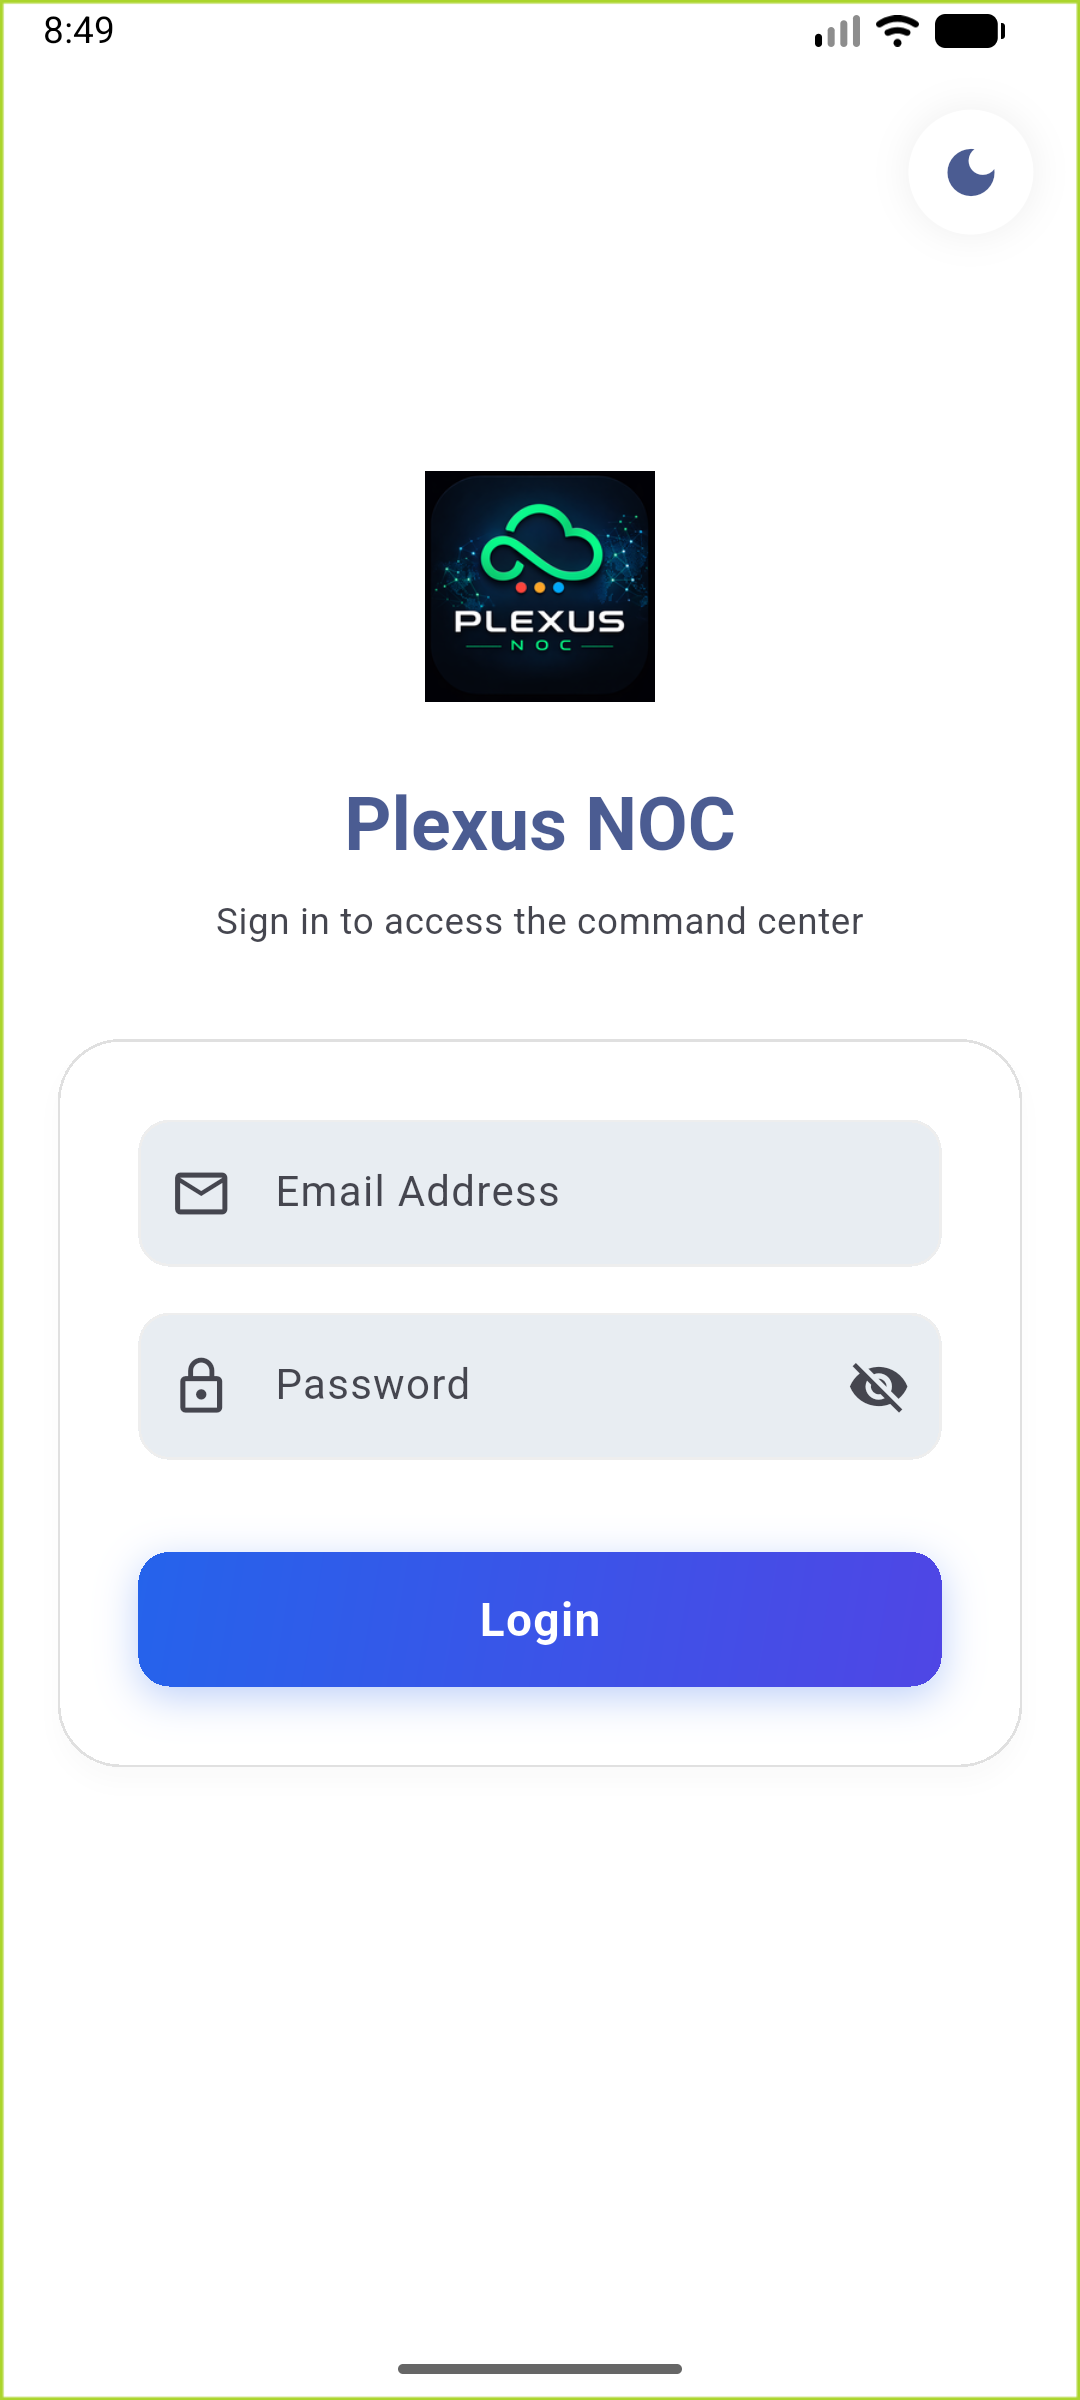 8:49
PLEXUS
NOC
Plexus NOC
Sign in to access the command center
Email Address
Password
Login